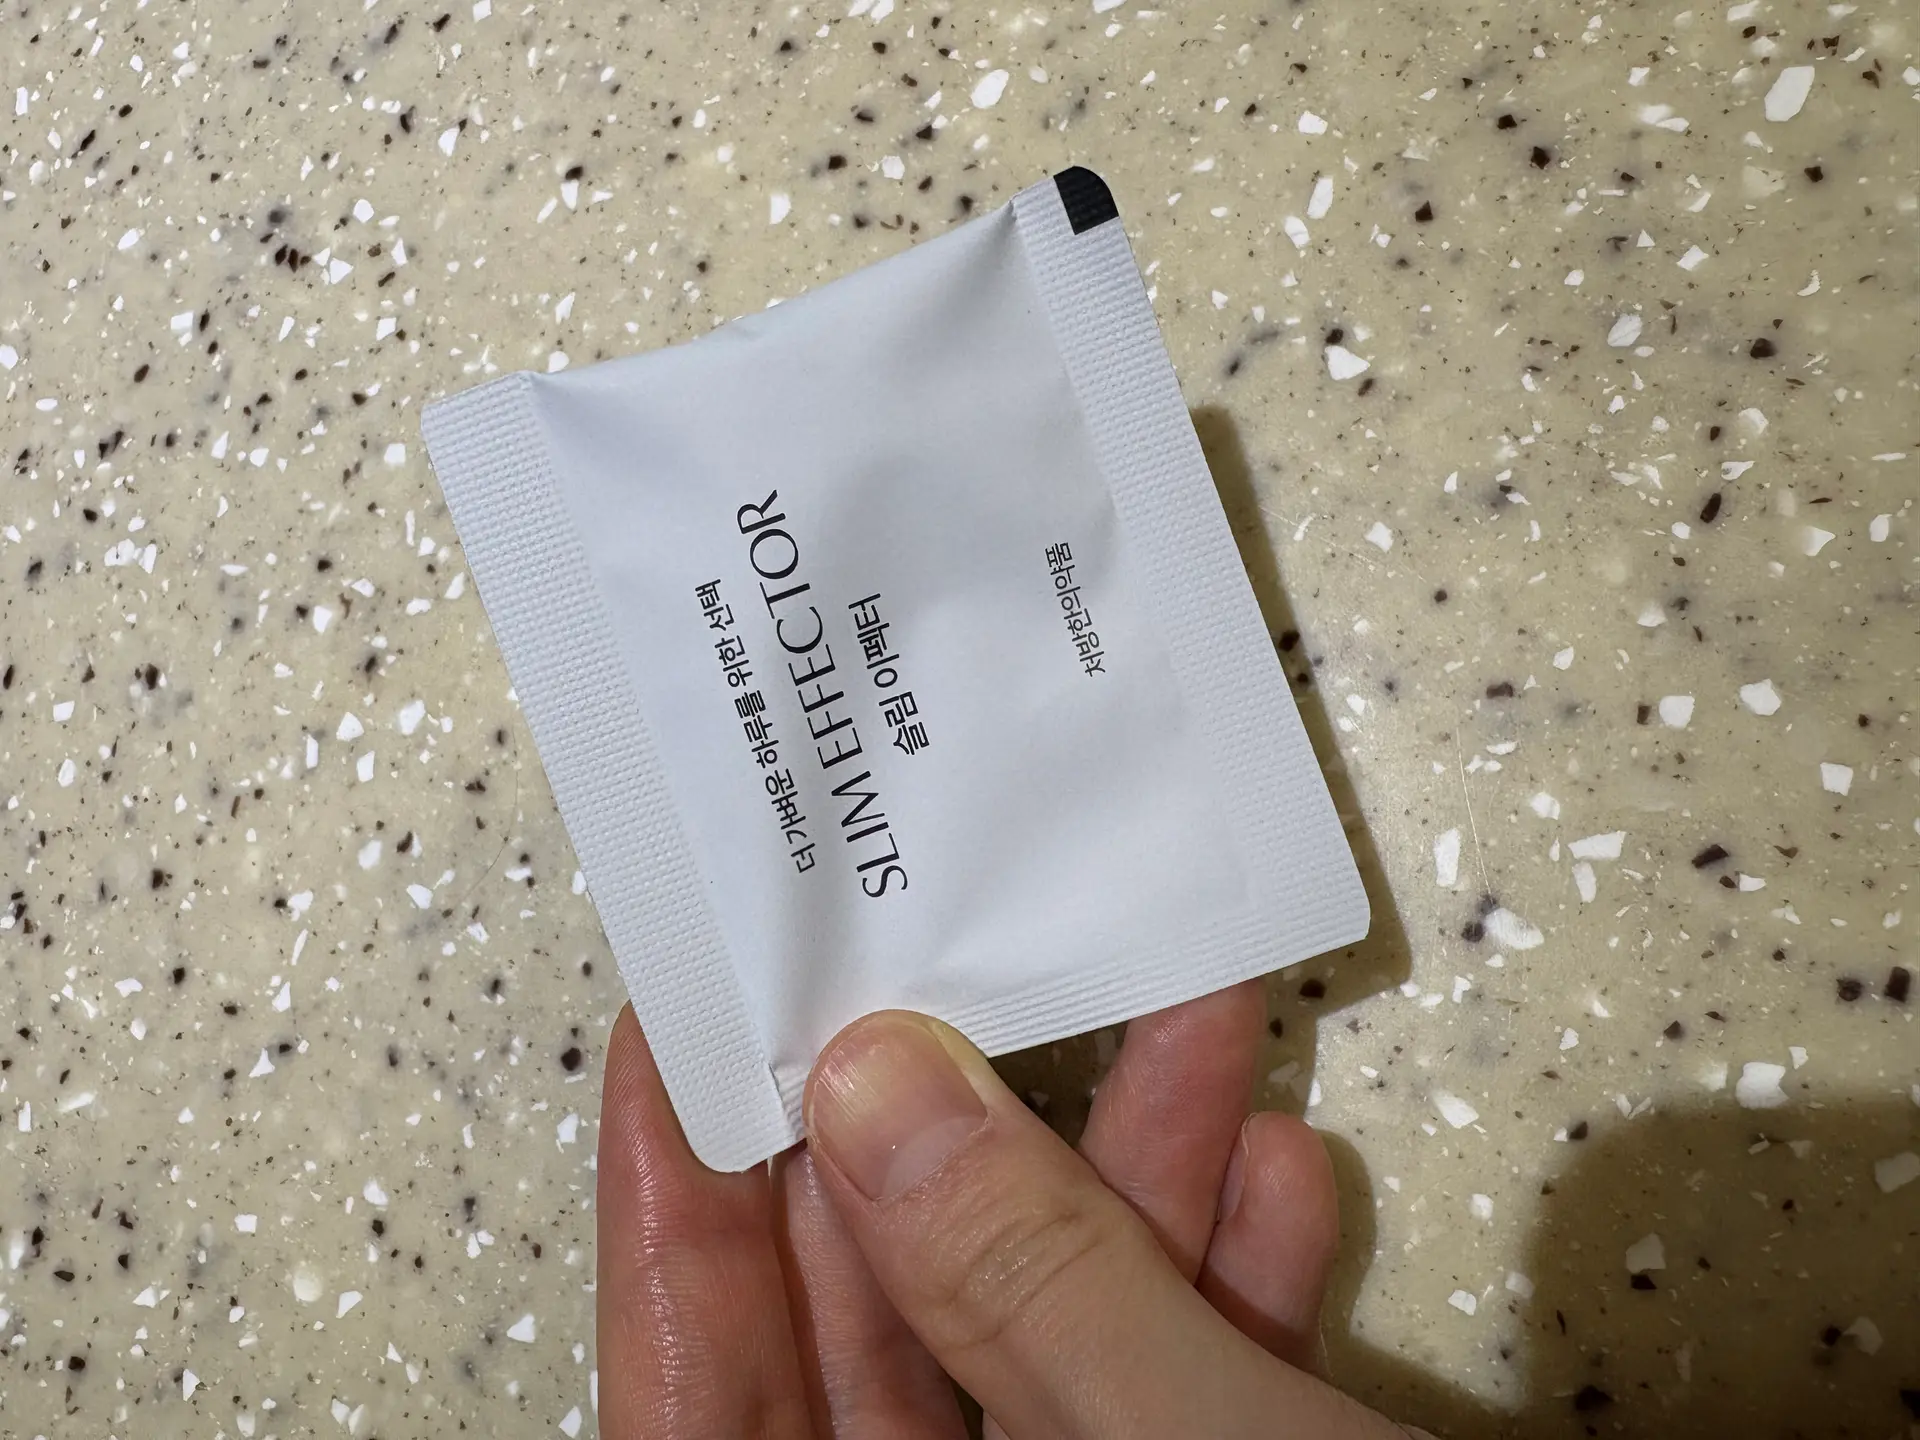 더 가벼운 하루를 위한 선택
SLIM EFFECTOR
슬림 이펙터
처방한의약품